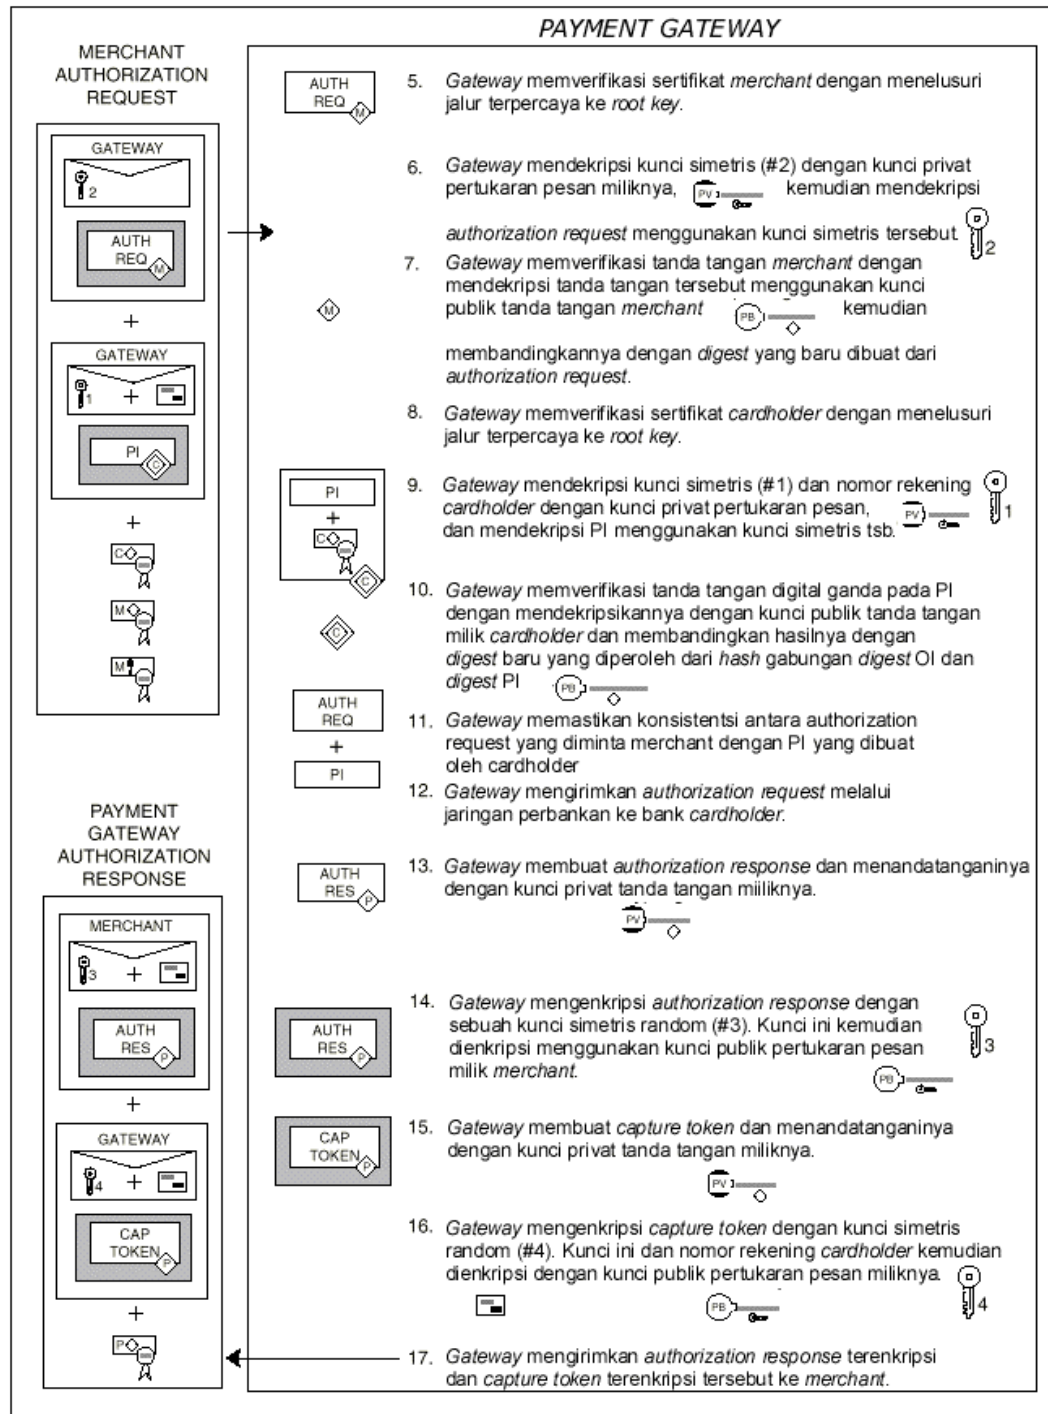 PAYMENT GATEWAY
MERCHANT
AUTHORIZATION
REQUEST
GATEWAY
2
AUTH
REQ
M
+
GATEWAY
1
+
PI
C
+
C
M
M
AUTH
REQ
M
5. Gateway memverifikasi sertifikat merchant dengan menelusuri
jalur terpercaya ke root key.
6. Gateway mendekripsi kunci simetris (#2) dengan kunci privat
pertukaran pesan miliknya, PV kemudian mendekripsi
authorization request menggunakan kunci simetris tersebut. 2
7. Gateway memverifikasi tanda tangan merchant dengan
mendekripsi tanda tangan tersebut menggunakan kunci
M
publik tanda tangan merchant PB kemudian
membandingkannya dengan digest yang baru dibuat dari
authorization request.
8. Gateway memverifikasi sertifikat cardholder dengan menelusuri
jalur terpercaya ke root key.
PI
+
C
C
9. Gateway mendekripsi kunci simetris (#1) dan nomor rekening
cardholder dengan kunci privat pertukaran pesan, PV 1
dan mendekripsi PI menggunakan kunci simetris tsb.
10. Gateway memverifikasi tanda tangan digital ganda pada PI
dengan mendekripsikannya dengan kunci publik tanda tangan
C
milik cardholder dan membandingkan hasilnya dengan
digest baru yang diperoleh dari hash gabungan digest OI dan
digest PI PB
AUTH
REQ
+
PI
11. Gateway memastikan konsistentsi antara authorization
request yang diminta merchant dengan PI yang dibuat
oleh cardholder
12. Gateway mengirimkan authorization request melalui
jaringan perbankan ke bank cardholder.
PAYMENT
GATEWAY
AUTHORIZATION
RESPONSE
MERCHANT
3
+
AUTH
RES
P
+
GATEWAY
4
+
CAP
TOKEN
P
+
P
AUTH
RES
P
13. Gateway membuat authorization response dan menandatanganinya
dengan kunci privat tanda tangan miiliknya.
PV
AUTH
RES
P
14. Gateway mengenkripsi authorization response dengan
sebuah kunci simetris random (#3). Kunci ini kemudian
dienkripsi menggunakan kunci publik pertukaran pesan 3
milik merchant. PB
CAP
TOKEN
P
15. Gateway membuat capture token dan menandatanganinya
dengan kunci privat tanda tangan miliknya.
PV
16. Gateway mengenkripsi capture token dengan kunci simetris
random (#4). Kunci ini dan nomor rekening cardholder kemudian
dienkripsi dengan kunci publik pertukaran pesan miliknya.
PB 4
17. Gateway mengirimkan authorization response terenkripsi
dan capture token terenkripsi tersebut ke merchant.